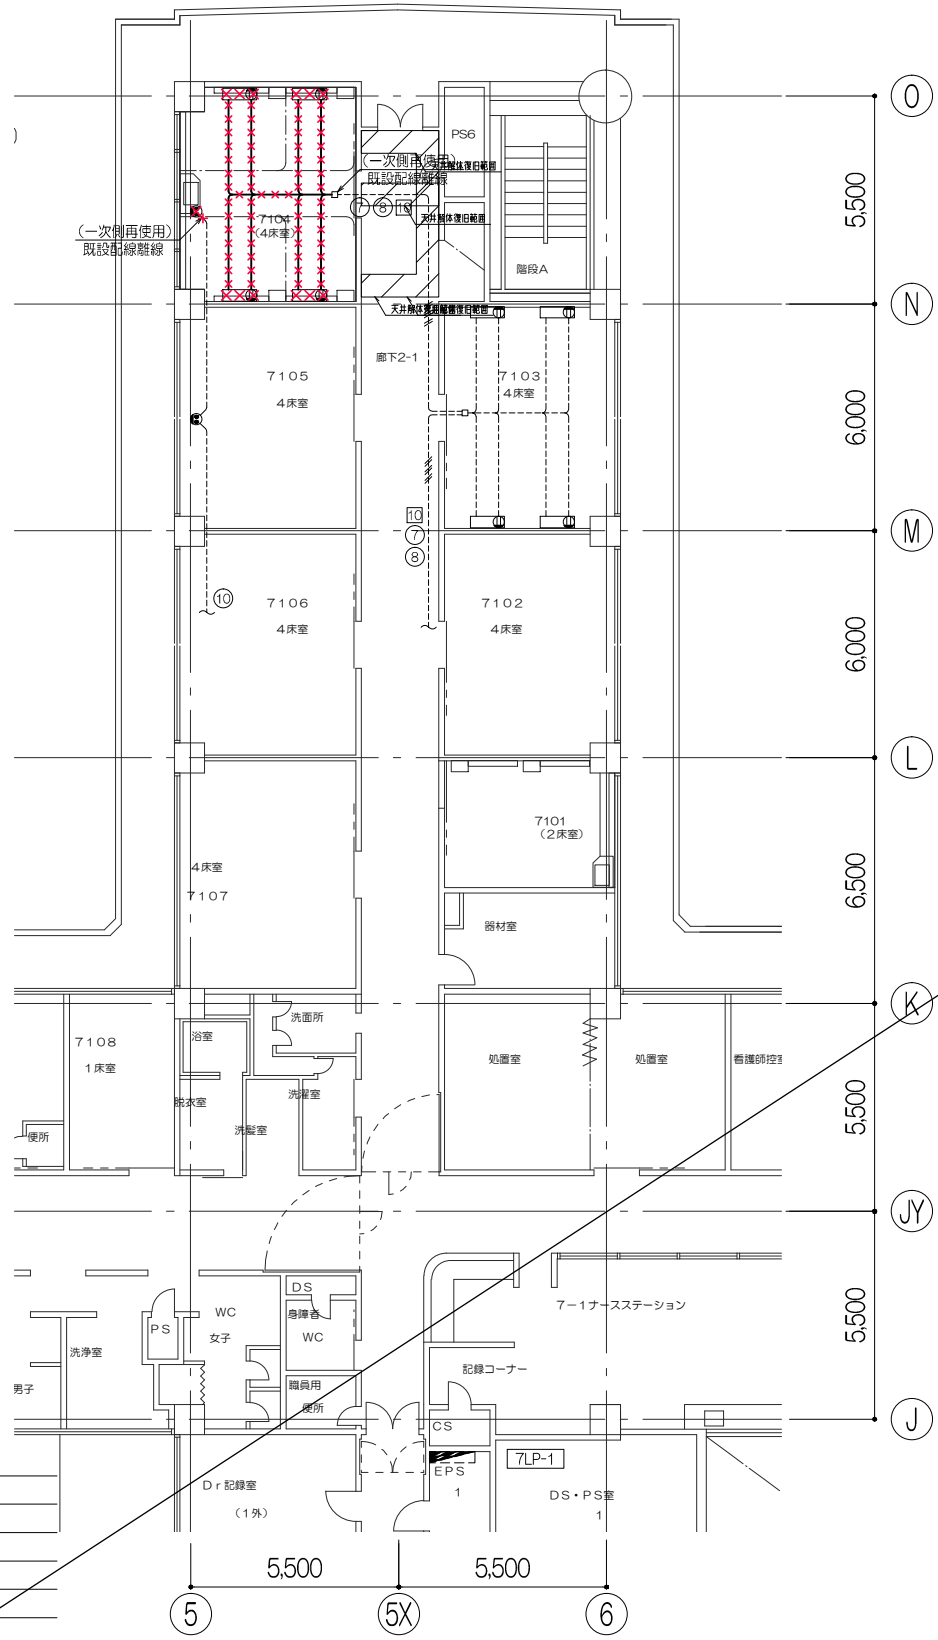 O
PS6
(一次側再使用)
既設配線離線
天井解体復旧範囲
5,500
⑦ ⑧ 10
天井解体復旧範囲
7104
(4床室)
(一次側再使用)
既設配線離線
階段A
N
廊下2-1
7105
4床室
7103
4床室
6,000
10
⑦
⑧
M
⑩
7106
4床室
7102
4床室
6,000
L
7101
(2床室)
4床室
7107
6,500
器材室
K
7108
1床室
浴室
洗面所
処置室
処置室
看護師控室
脱衣室
洗濯室
洗髪室
便所
5,500
JY
DS
7-1ナースステーション
PS
WC
女子
身障者
WC
洗浄室
5,500
記録コーナー
男子
職員用
便所
CS
J
EPS
1
7LP-1
Dr記録室
(1外)
DS・PS室
1
5,500
5,500
5
5X
6